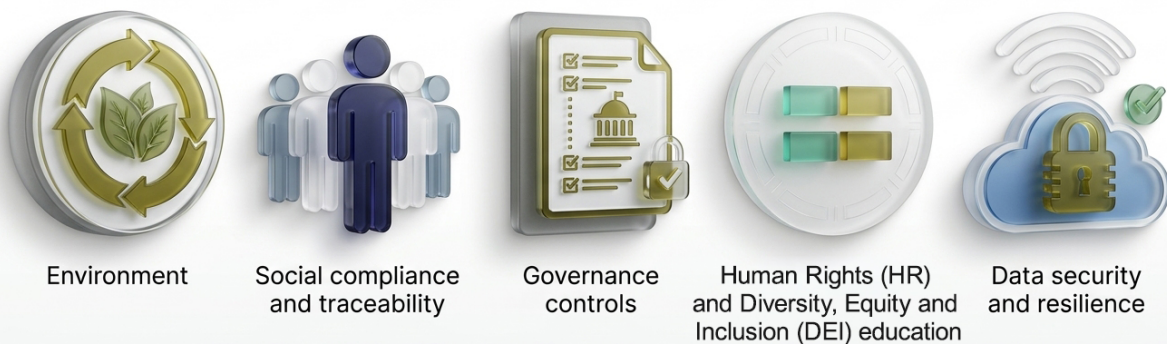 Environment
Social compliance
and traceability
Governance
controls
Human Rights (HR)
and Diversity, Equity and
Inclusion (DEI) education
Data security
and resilience